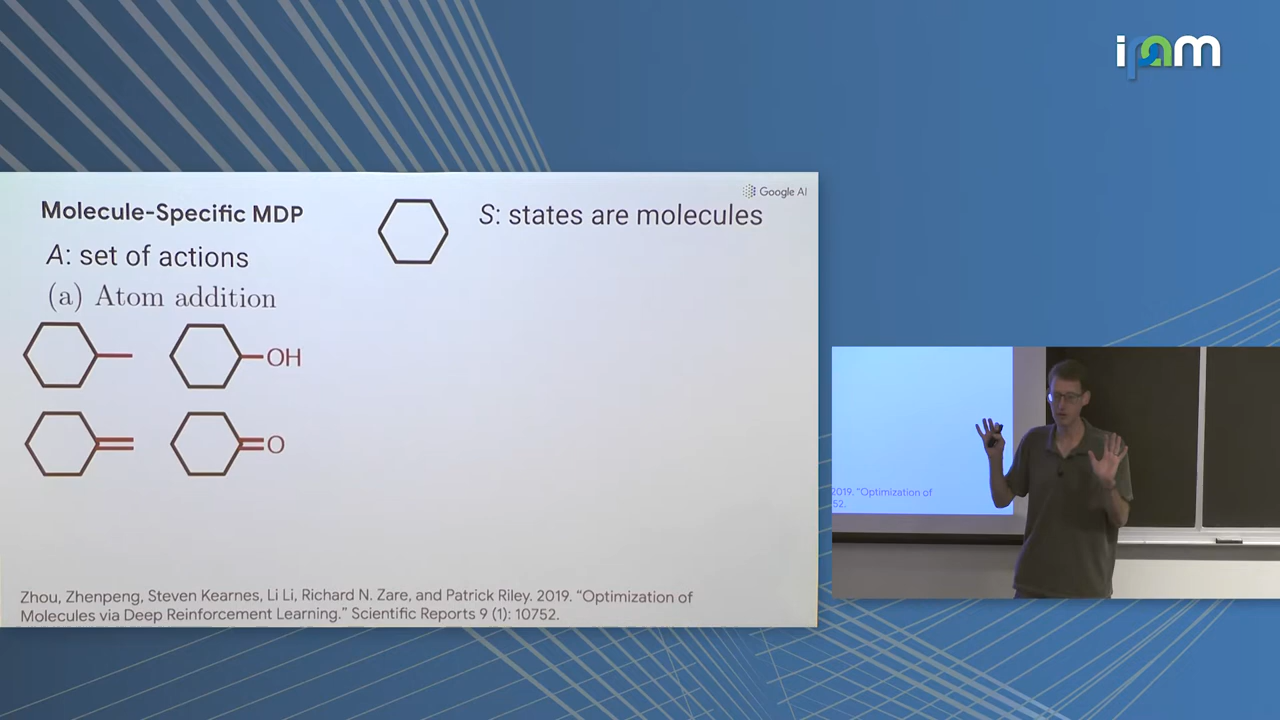 ipam
Google AI
Molecule-Specific MDP
S: states are molecules
A: set of actions
(a) Atom addition
OH
O
Zhou, Zhenpeng, Steven Kearnes, Li Li, Richard N. Zare, and Patrick Riley. 2019. “Optimization of
Molecules via Deep Reinforcement Learning.” Scientific Reports 9 (1): 10752.
2019. “Optimization of
52.